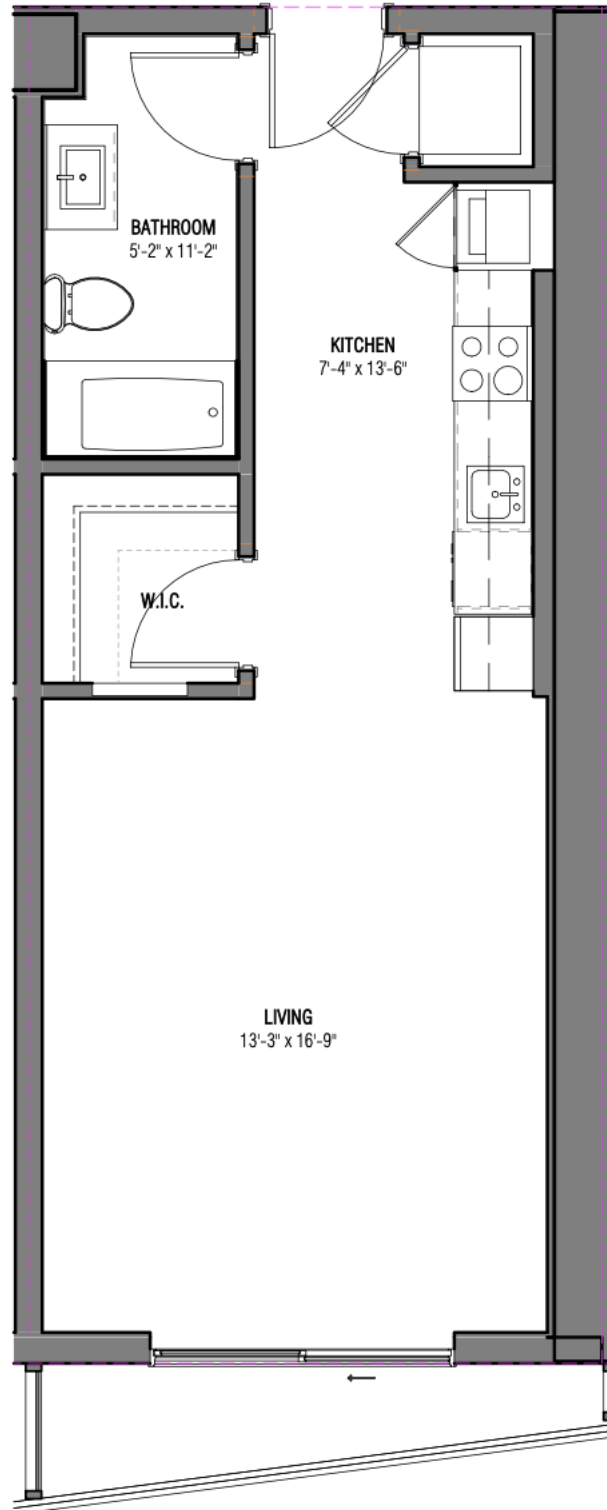 BATHROOM
5'-2" x 11'-2"
KITCHEN
7'-4" x 13'-6"
W.I.C.
LIVING
13'-3" x 16'-9"